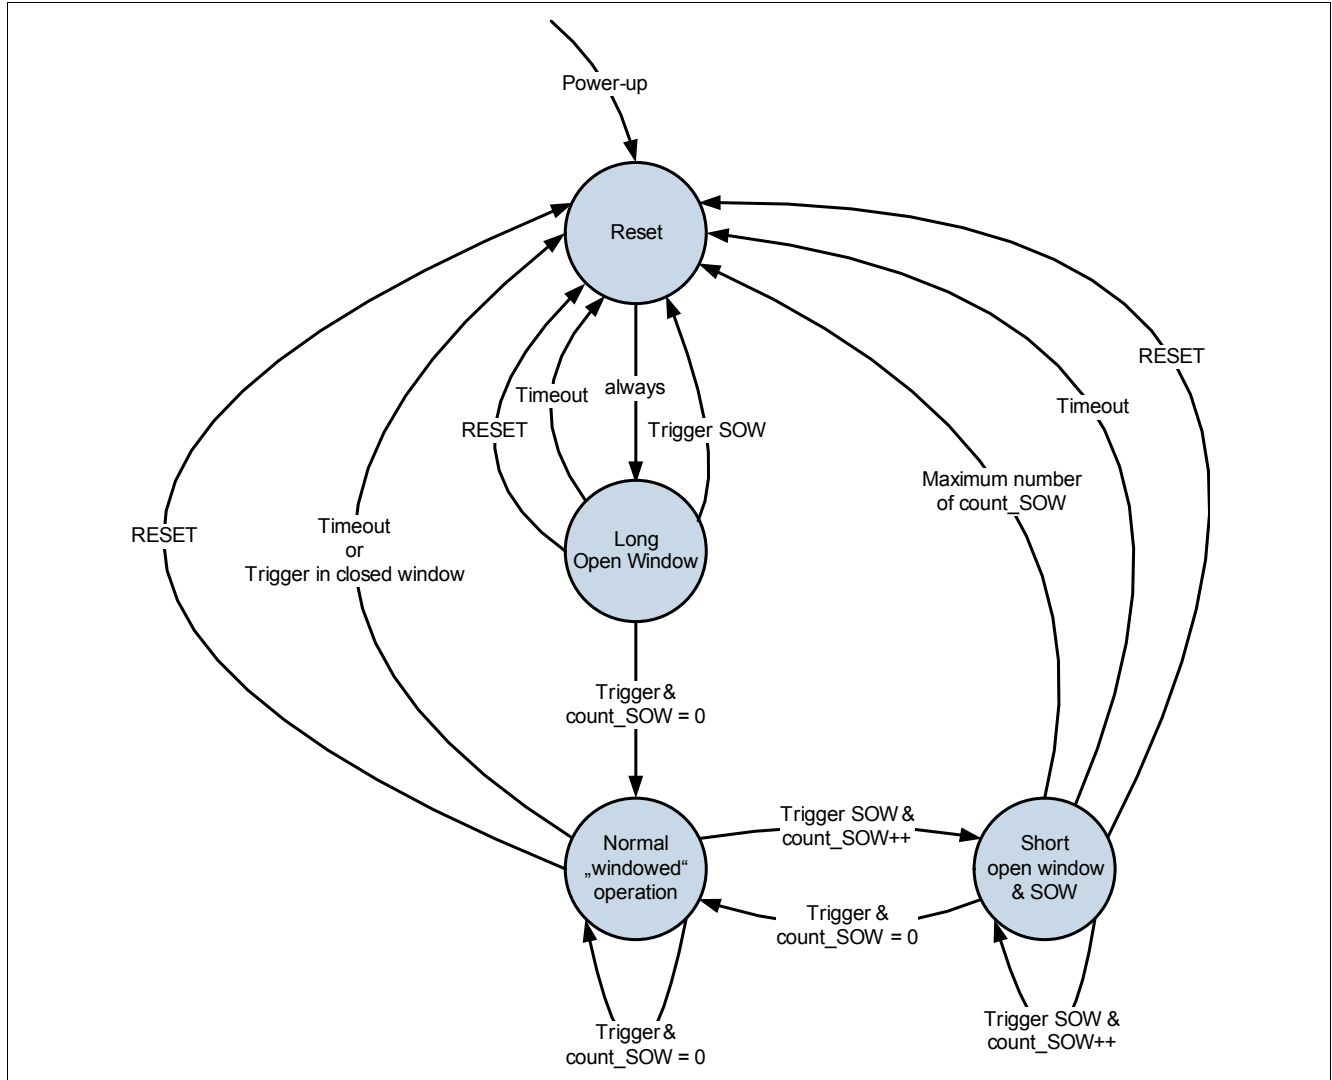 Power-up
Reset
RESET
Timeout
always
Timeout
RESET
Trigger SOW
Maximum number
of count_SOW
RESET
Timeout
or
Trigger in closed window
Long
Open Window
Trigger &
count_SOW = 0
Trigger SOW &
count_SOW++
Normal
„windowed“
operation
Short
open window
& SOW
Trigger &
count_SOW = 0
Trigger SOW &
count_SOW++
Trigger &
count_SOW = 0